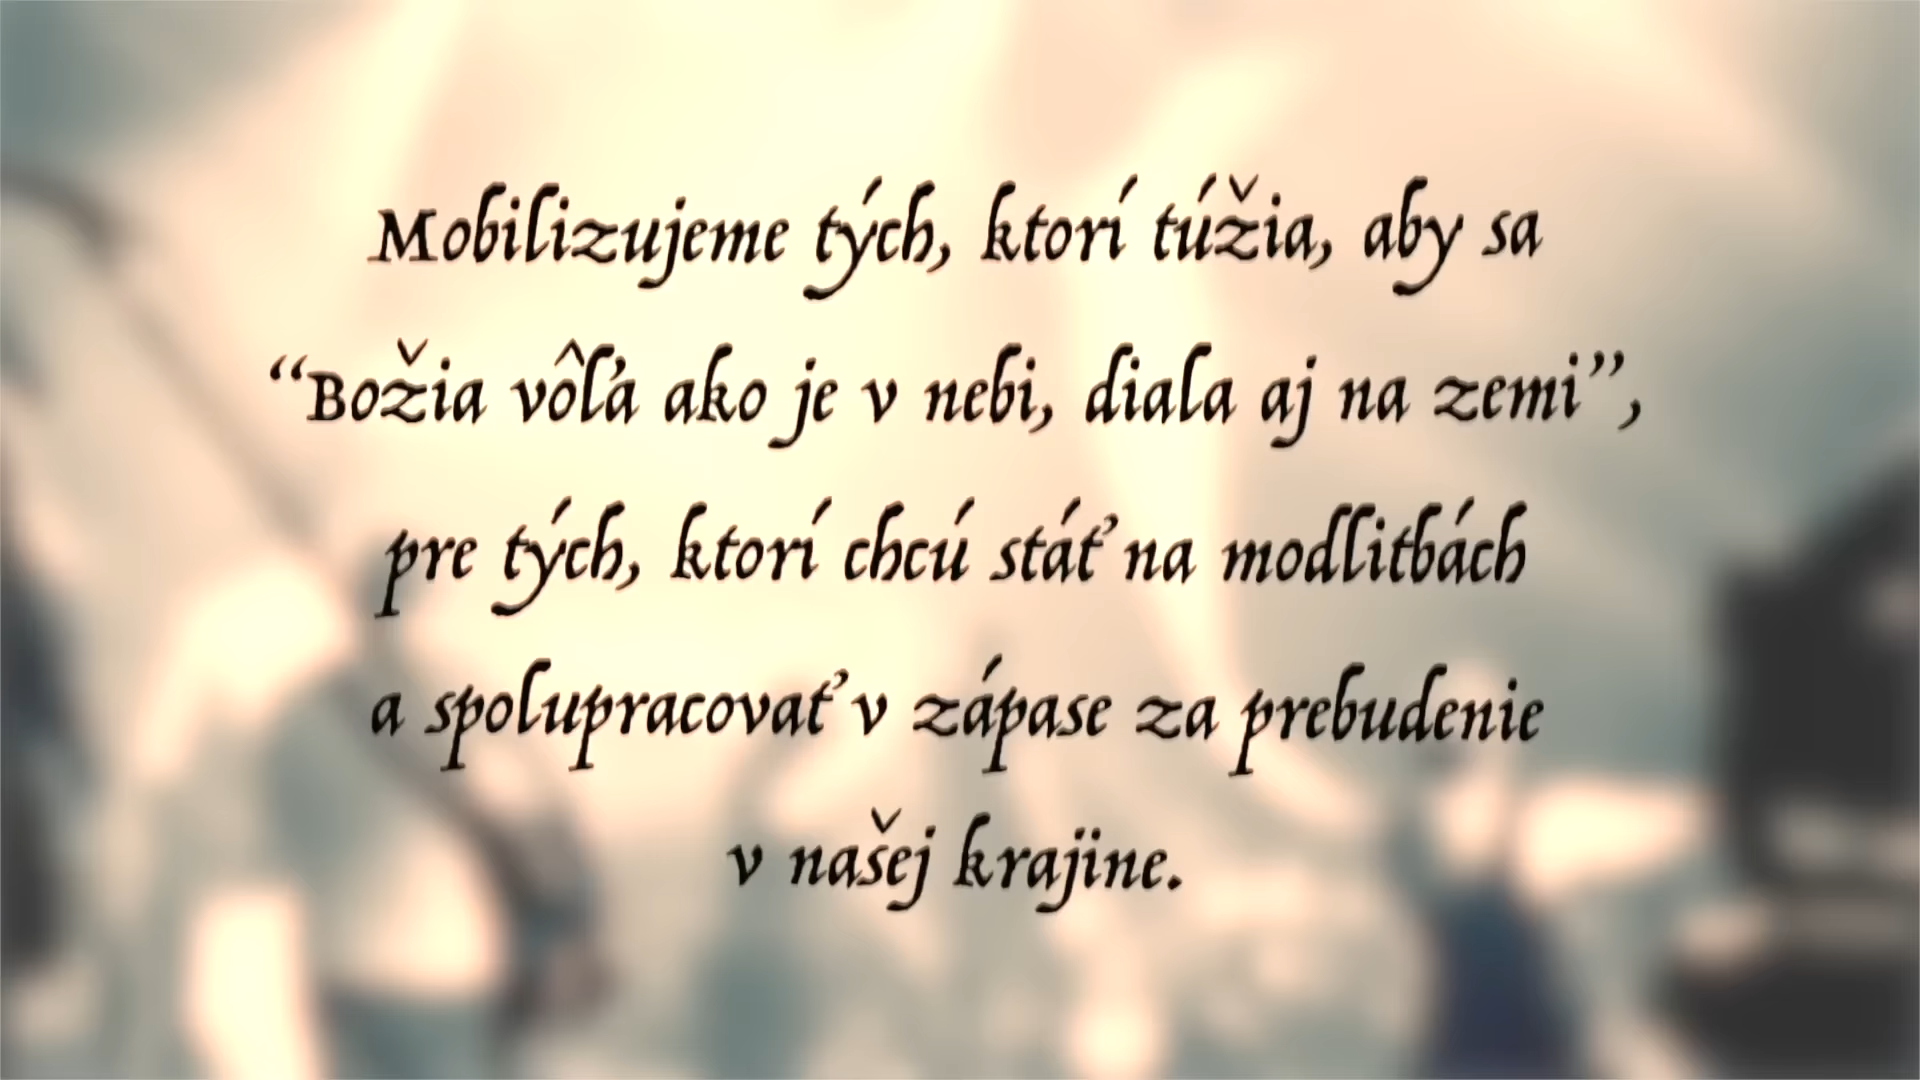 Mobilizujeme tých, ktorí túžia, aby sa
“Božia vôľa ako je v nebi, diala aj na zemi”,
pre tých, ktorí chcú stáť na modlitbách
a spolupracovať v zápase za prebudenie
v našej krajine.